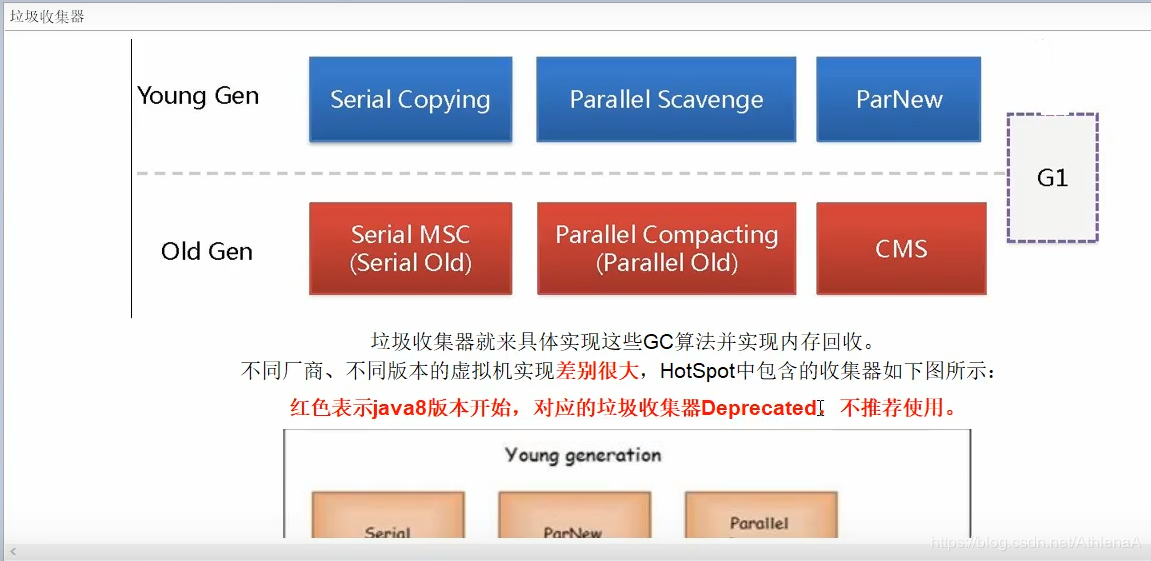 垃圾收集器
Young Gen
Serial Copying
Parallel Scavenge
ParNew
G1
Old Gen
Serial MSC
(Serial Old)
Parallel Compacting
(Parallel Old)
CMS
垃圾收集器就来具体实现这些GC算法并实现内存回收。
不同厂商、不同版本的虚拟机实现差别很大，HotSpot中包含的收集器如下图所示：
红色表示java8版本开始，对应的垃圾收集器Deprecated，不推荐使用。
Young generation
Serial
ParNew
Parallel
https://blog.csdn.net/AthlenaA